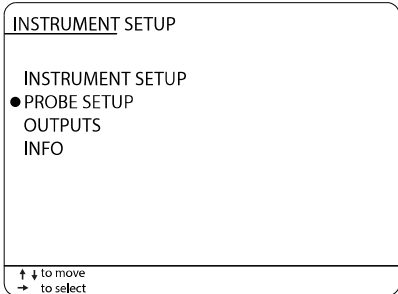 INSTRUMENT SETUP
INSTRUMENT SETUP
●PROBE SETUP
OUTPUTS
INFO
↑ ↓ to move
→ to select